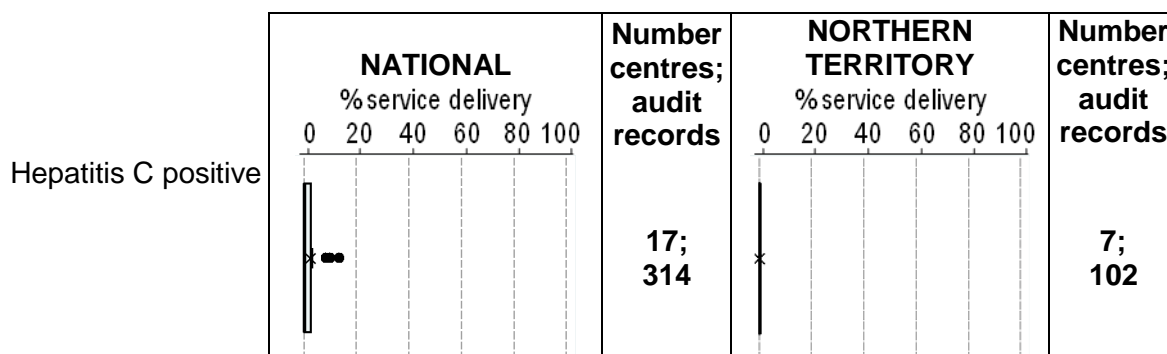 NATIONAL
% service delivery
0 20 40 60 80 100
Number
centres;
audit
records
NORTHERN
TERRITORY
% service delivery
0 20 40 60 80 100
Number
centres;
audit
records
Hepatitis C positive
17;
314
7;
102